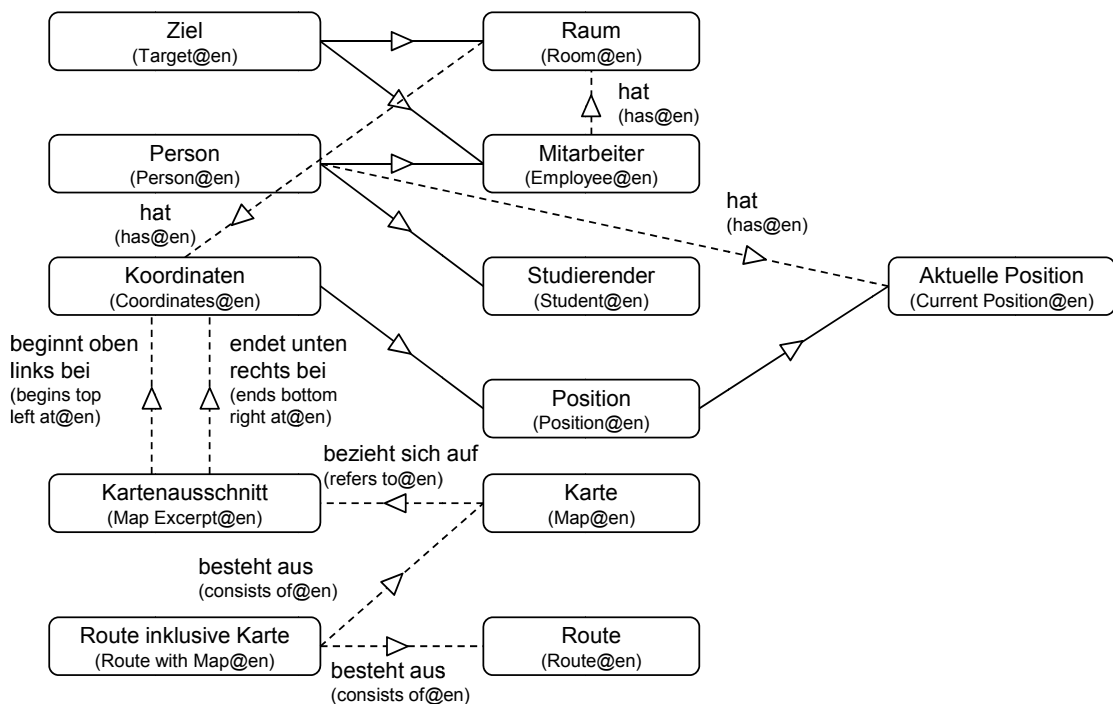 Ziel
(Target@en)
Raum
(Room@en)
hat
(has@en)
Person
(Person@en)
Mitarbeiter
(Employee@en)
hat
(has@en)
hat
(has@en)
Koordinaten
(Coordinates@en)
Studierender
(Student@en)
Aktuelle Position
(Current Position@en)
beginnt oben
links bei
(begins top
left at@en)
endet unten
rechts bei
(ends bottom
right at@en)
Position
(Position@en)
bezieht sich auf
(refers to@en)
Kartenausschnitt
(Map Excerpt@en)
Karte
(Map@en)
besteht aus
(consists of@en)
Route inklusive Karte
(Route with Map@en)
Route
(Route@en)
besteht aus
(consists of@en)